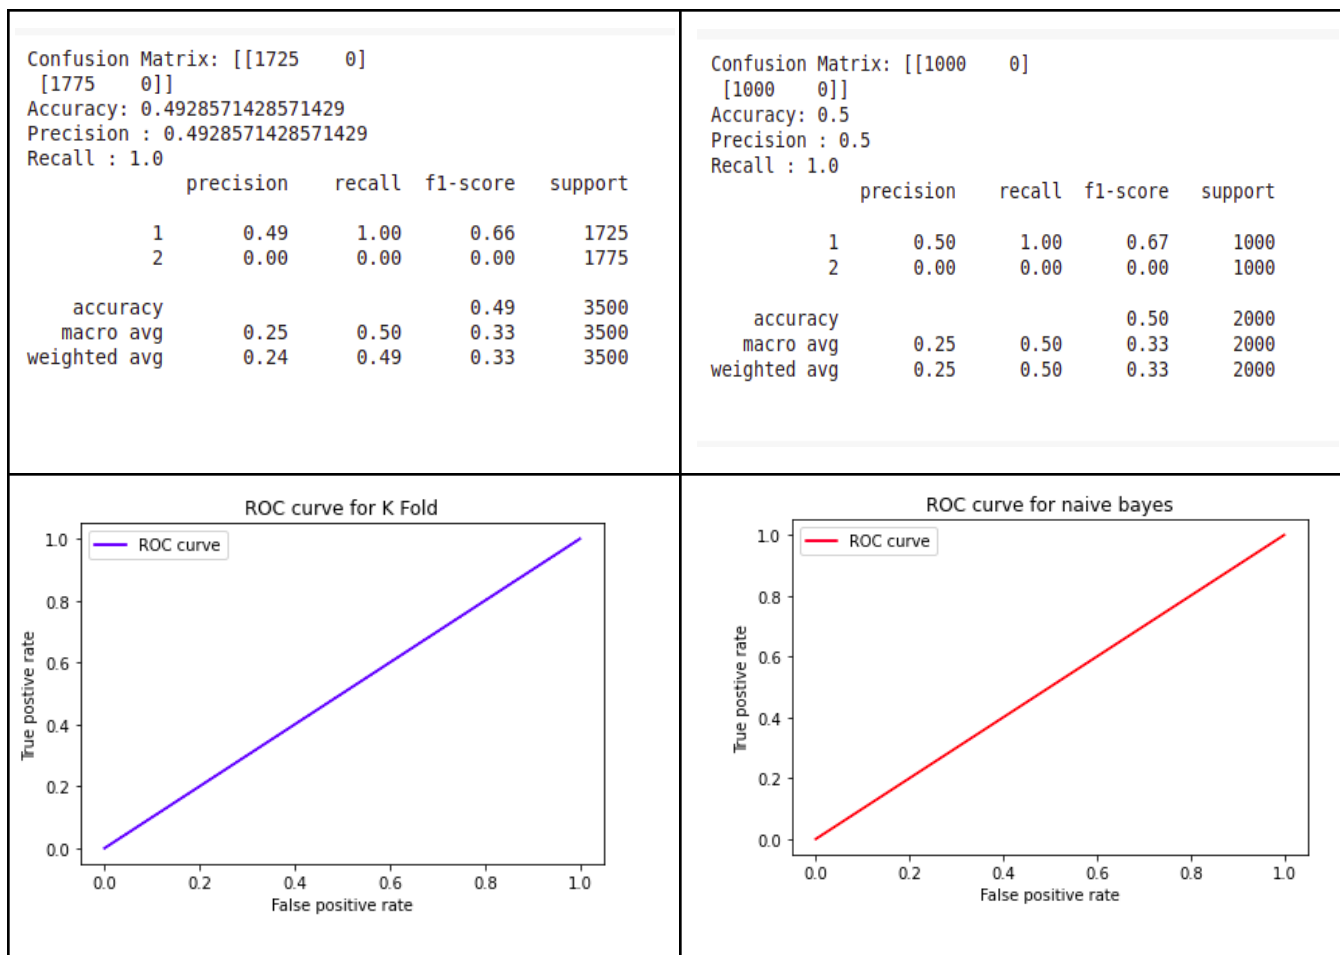 Confusion Matrix: [[1725    0]
 [1775    0]]
Accuracy: 0.4928571428571429
Precision : 0.4928571428571429
Recall : 1.0
precision recall f1-score support
1 0.49 1.00 0.66 1725
2 0.00 0.00 0.00 1775
accuracy 0.49 3500
macro avg 0.25 0.50 0.33 3500
weighted avg 0.24 0.49 0.33 3500
Confusion Matrix: [[1000    0]
 [1000    0]]
Accuracy: 0.5
Precision : 0.5
Recall : 1.0
precision recall f1-score support
1 0.50 1.00 0.67 1000
2 0.00 0.00 0.00 1000
accuracy 0.50 2000
macro avg 0.25 0.50 0.33 2000
weighted avg 0.25 0.50 0.33 2000
ROC curve for K Fold
ROC curve
True postive rate
1.0
0.8
0.6
0.4
0.2
0.0
0.0 0.2 0.4 0.6 0.8 1.0
False positive rate
ROC curve for naive bayes
ROC curve
True postive rate
1.0
0.8
0.6
0.4
0.2
0.0
0.0 0.2 0.4 0.6 0.8 1.0
False positive rate